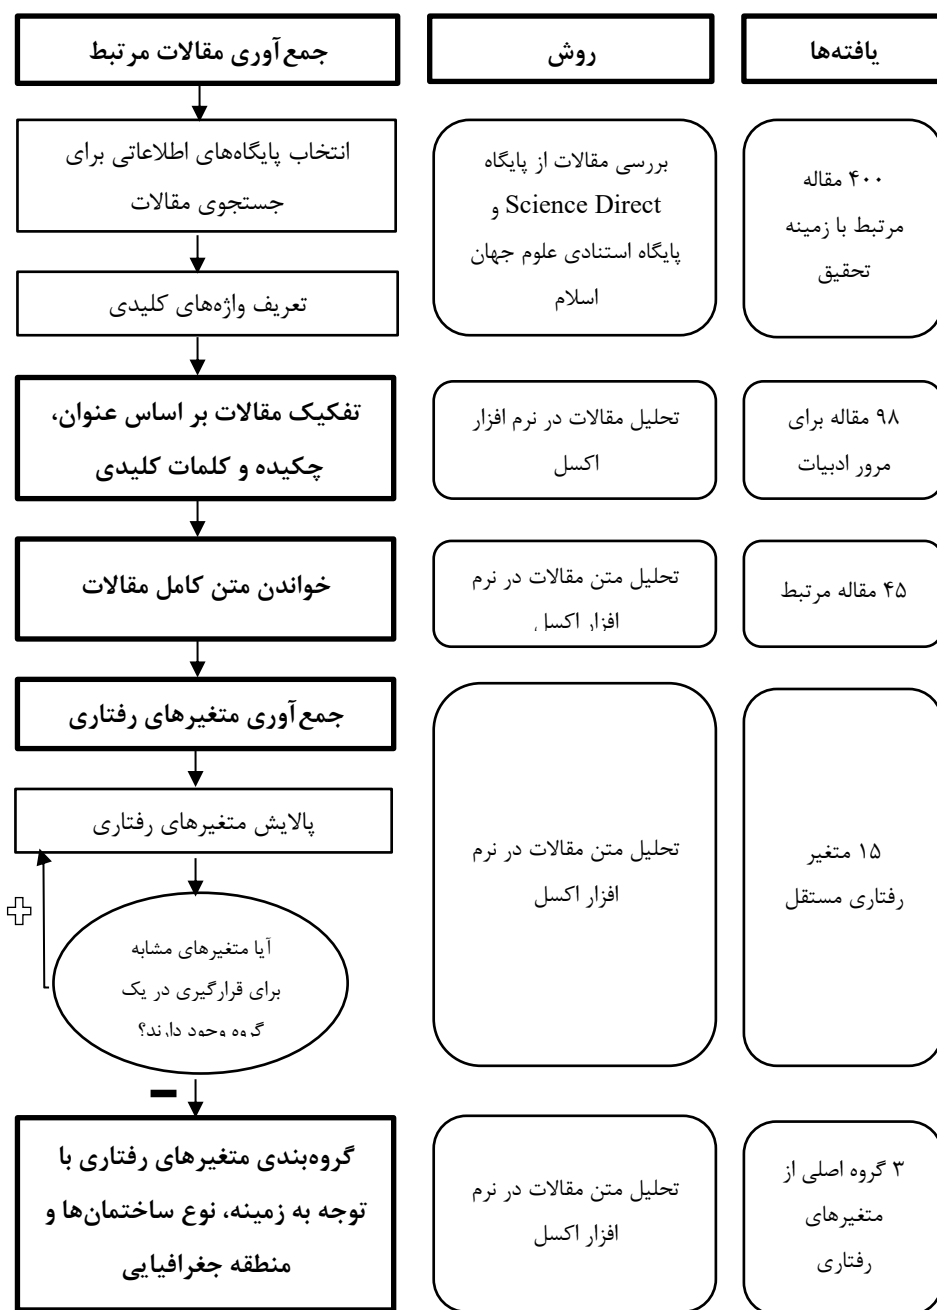 جمع‌آوری مقالات مرتبط
روش
یافته‌ها
انتخاب پایگاه‌های اطلاعاتی برای
جستجوی مقالات
تعریف واژه‌های کلیدی
بررسی مقالات از پایگاه
Science Direct و
پایگاه استنادی علوم جهان
اسلام
۴۰۰ مقاله
مرتبط با زمینه
تحقیق
تفکیک مقالات بر اساس عنوان،
چکیده و کلمات کلیدی
تحلیل مقالات در نرم افزار
اکسل
۹۸ مقاله برای
مرور ادبیات
خواندن متن کامل مقالات
تحلیل متن مقالات در نرم
افزار اکسل
۴۵ مقاله مرتبط
جمع‌آوری متغیرهای رفتاری
پالایش متغیرهای رفتاری
آیا متغیرهای مشابه
برای قرارگیری در یک
گروه وجود دارند؟
تحلیل متن مقالات در نرم
افزار اکسل
۱۵ متغیر
رفتاری مستقل
گروه‌بندی متغیرهای رفتاری با
توجه به زمینه، نوع ساختمان‌ها و
منطقه جغرافیایی
تحلیل متن مقالات در نرم
افزار اکسل
۳ گروه اصلی از
متغیرهای
رفتاری